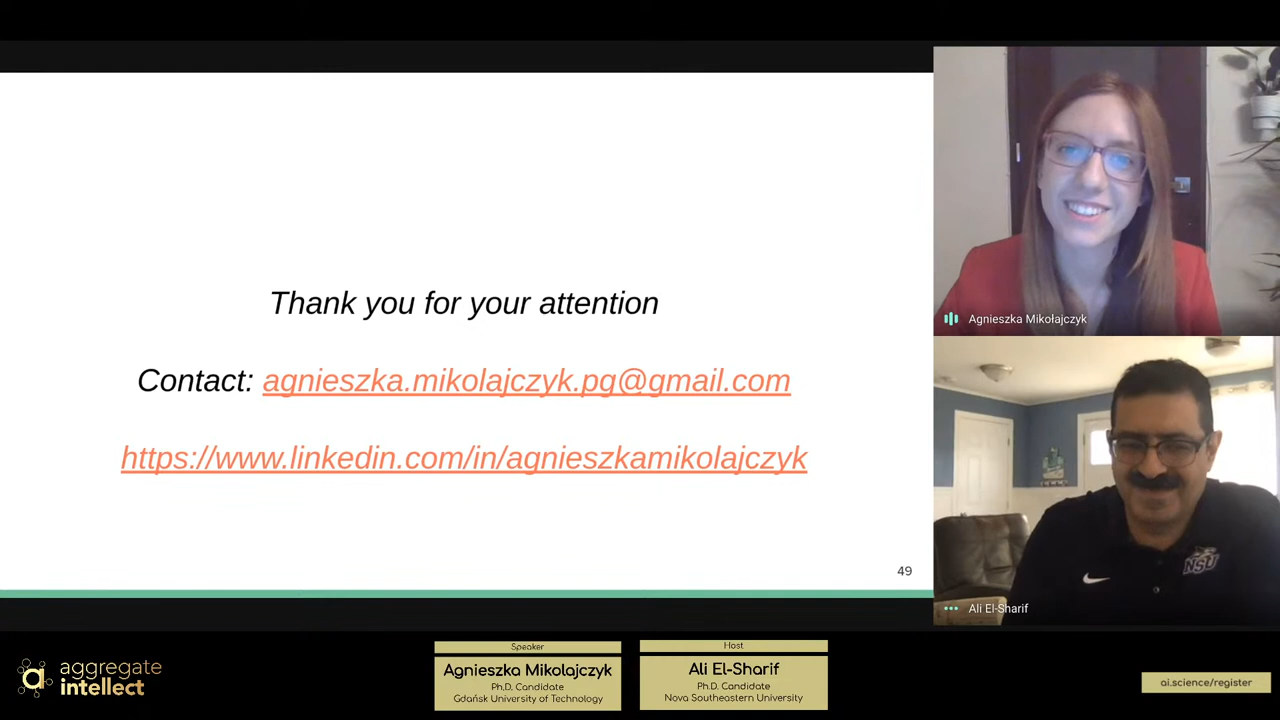 Thank you for your attention
Contact: agnieszka.mikolajczyk.pg@gmail.com
https://www.linkedin.com/in/agnieszkamikolajczyk
49
Agnieszka Mikołajczyk
NSU
Ali El-Sharif
aggregate
intellect
Speaker
Agnieszka Mikolajczyk
Ph.D. Candidate
Gdańsk University of Technology
Host
Ali El-Sharif
Ph.D. Candidate
Nova Southeastern University
ai.science/register